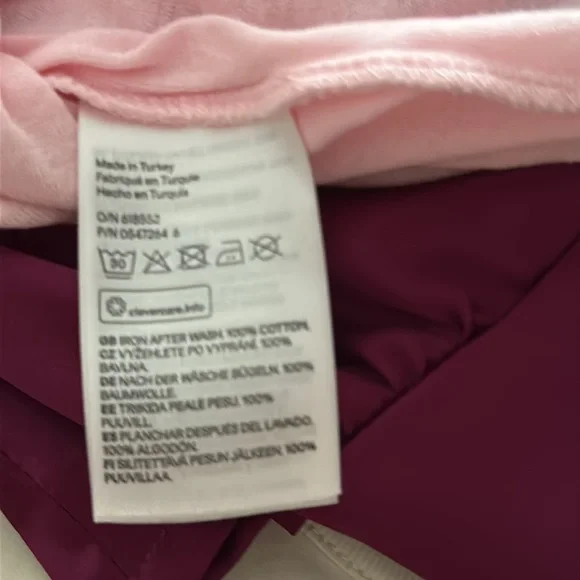 Made in Turkey
Fabriqué en Turquie
Hecho en Turquía
O/N 618552
P/N 0547264 6
30
clevercare.info
GB IRON AFTER WASH. 100% COTTON.
CZ VYŽEHLETE PO VYPRÁNÍ. 100%
BAVLNA.
DE NACH DER WÄSCHE BÜGELN. 100%
BAUMWOLLE.
EE TRIIKIDA PEALE PESU. 100%
PUUVILL.
ES PLANCHAR DESPUÉS DEL LAVADO.
100% ALGODÓN.
FI SILITETTÄVÄ PESUN JÄLKEEN. 100%
PUUVILLAA.